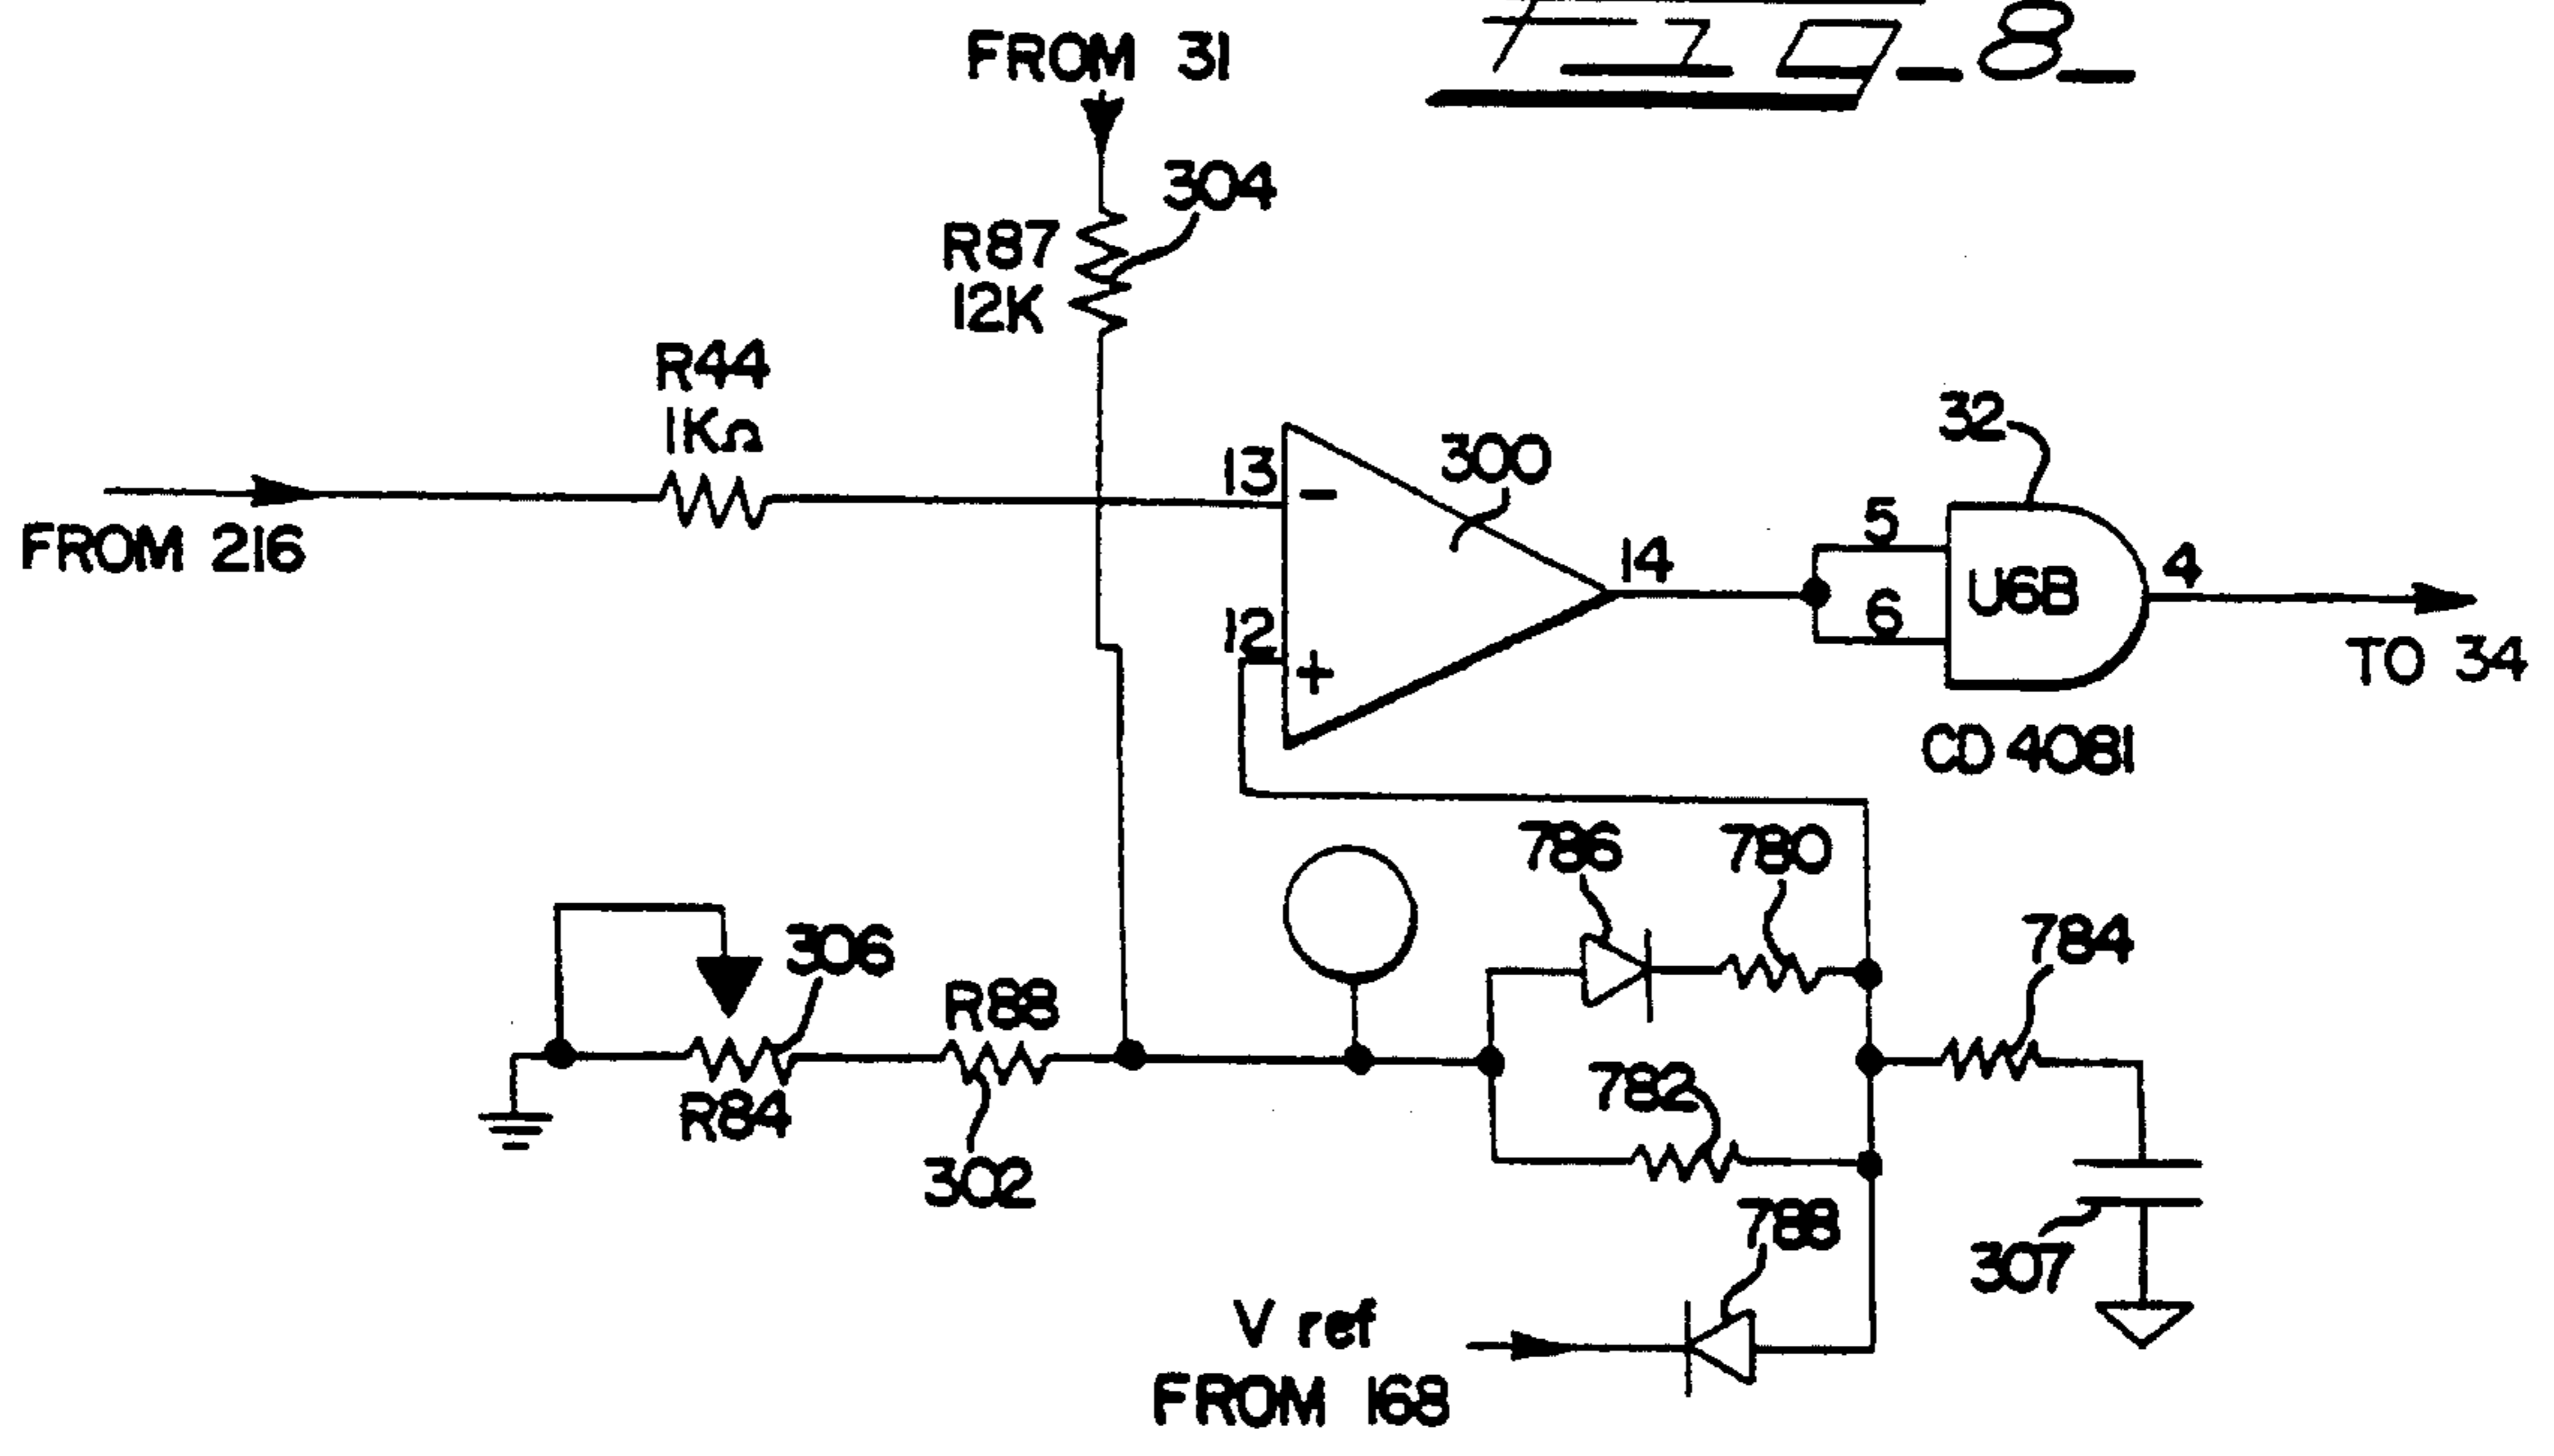 FIG_8_
FROM 31
304
R87
12K
R44
1KΩ
FROM 216
13
-
300
12
+
14
32
5
6
U6B
4
TO 34
CD 4081
786
780
784
306
R88
R84
302
782
788
307
V ref
FROM 168